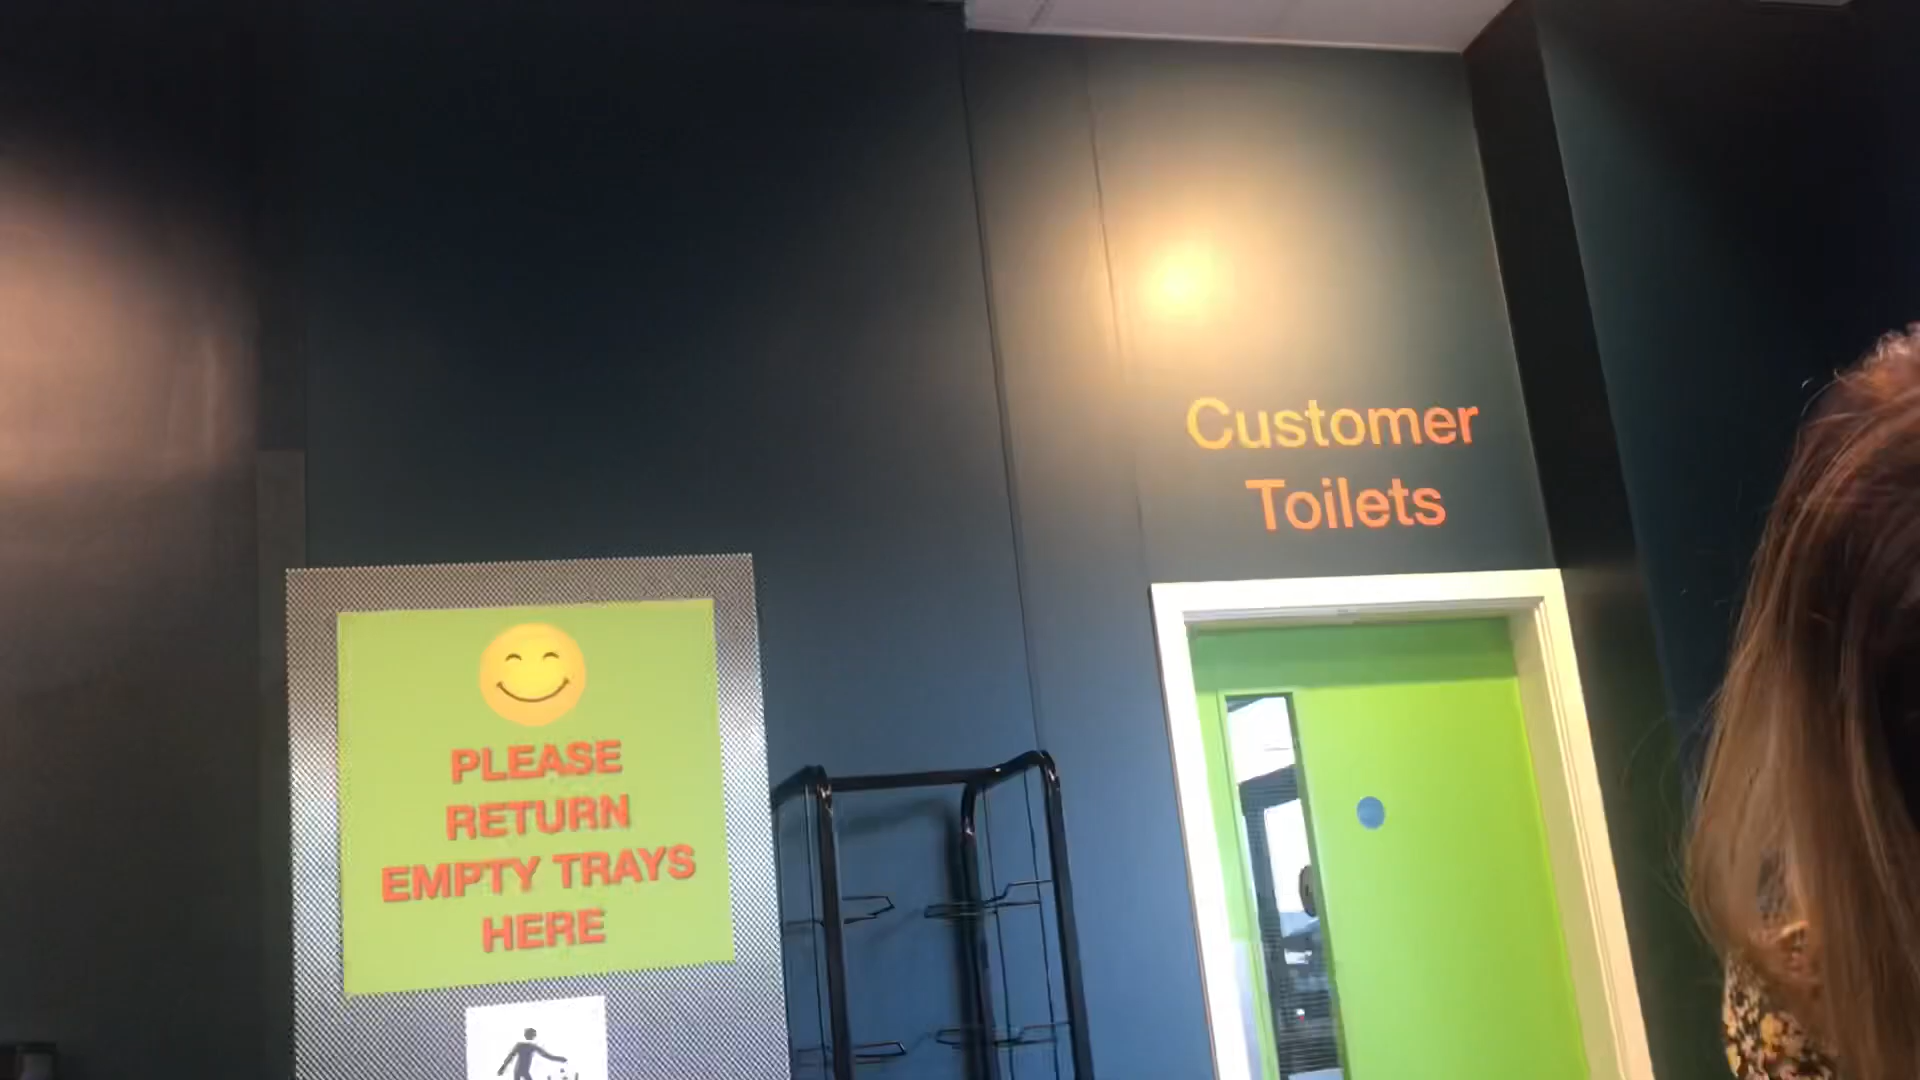 Customer
Toilets
PLEASE
RETURN
EMPTY TRAYS
HERE